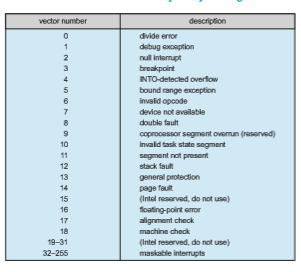 vector number description
0 divide error
1 debug exception
2 null interrupt
3 breakpoint
4 INTO-detected overflow
5 bound range exception
6 invalid opcode
7 device not available
8 double fault
9 coprocessor segment overrun (reserved)
10 invalid task state segment
11 segment not present
12 stack fault
13 general protection
14 page fault
15 (Intel reserved, do not use)
16 floating-point error
17 alignment check
18 machine check
19–31 (Intel reserved, do not use)
32–255 maskable interrupts